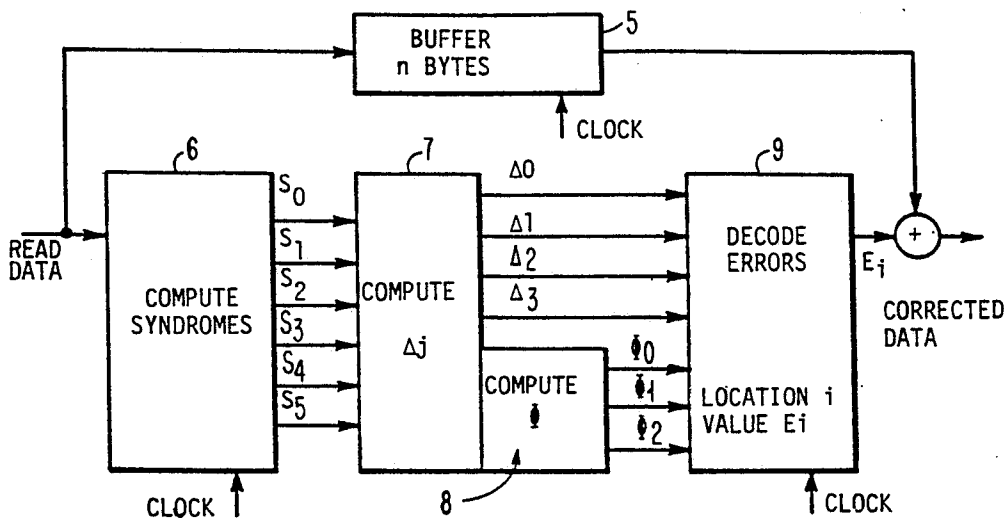 5
BUFFER
n BYTES
CLOCK
6
7
9
READ
DATA
COMPUTE
SYNDROMES
CLOCK
S0
S1
S2
S3
S4
S5
COMPUTE
Δj
Δ0
Δ1
Δ2
Δ3
COMPUTE
Φ
8
Φ0
Φ1
Φ2
DECODE
ERRORS
LOCATION i
VALUE Ei
CLOCK
Ei
+
CORRECTED
DATA